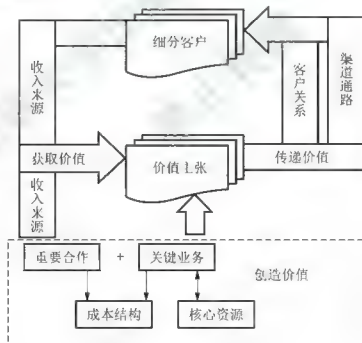 细分客户
收入来源
客户关系
渠道通路
获取价值
价值主张
传递价值
收入来源
重要合作 + 关键业务
创造价值
成本结构
核心资源